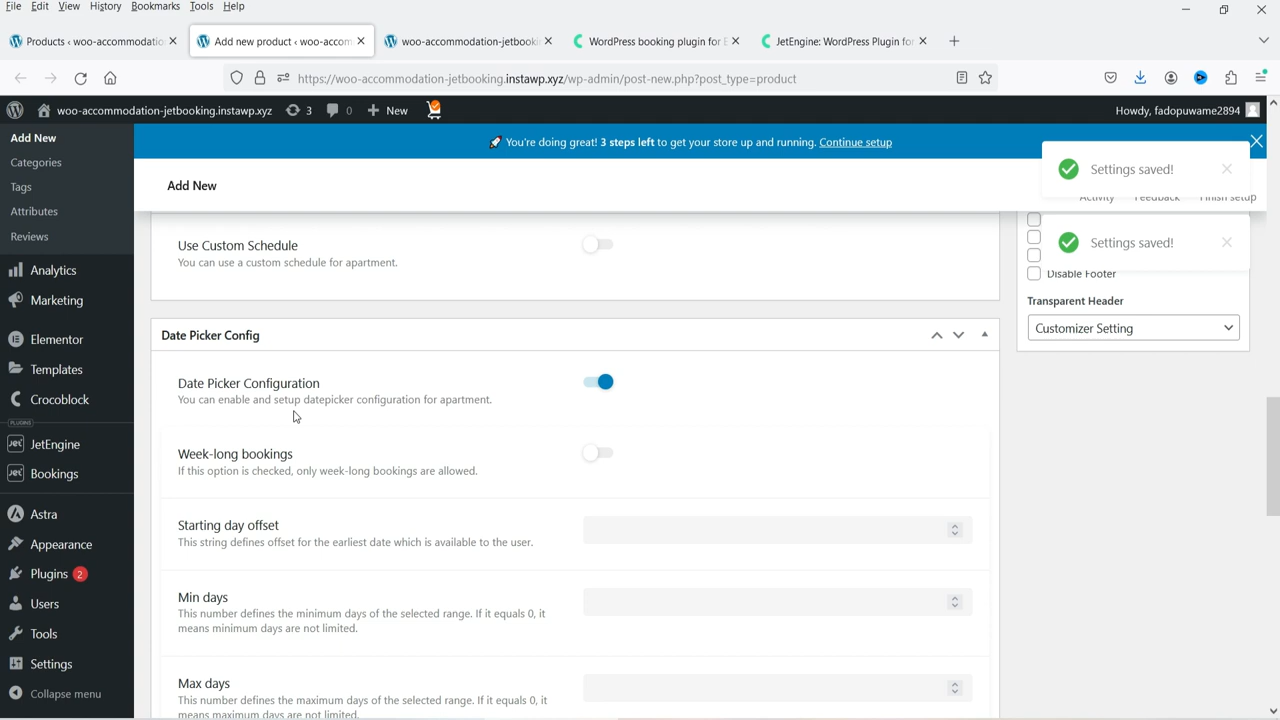 File Edit View History Bookmarks Tools Help
Products ‹ woo-accommodatio
Add new product ‹ woo-accom
woo-accommodation-jetbooki
WordPress booking plugin for E
JetEngine: WordPress Plugin for
https://woo-accommodation-jetbooking.instawp.xyz/wp-admin/post-new.php?post_type=product
woo-accommodation-jetbooking.instawp.xyz 3 0 New
Howdy, fadopuwame2894
Add New
Categories
Tags
Attributes
Reviews
Analytics
Marketing
Elementor
Templates
Crocoblock
PLUGINS
JetEngine
Bookings
Astra
Appearance
Plugins 2
Users
Tools
Settings
Collapse menu
You're doing great! 3 steps left to get your store up and running. Continue setup
Add New
Settings saved!
Activity Feedback Finish setup
Settings saved!
Disable Footer
Transparent Header
Customizer Setting
Use Custom Schedule
You can use a custom schedule for apartment.
Date Picker Config
Date Picker Configuration
You can enable and setup datepicker configuration for apartment.
Week-long bookings
If this option is checked, only week-long bookings are allowed.
Starting day offset
This string defines offset for the earliest date which is available to the user.
Min days
This number defines the minimum days of the selected range. If it equals 0, it
means minimum days are not limited.
Max days
This number defines the maximum days of the selected range. If it equals 0, it
means maximum days are not limited.